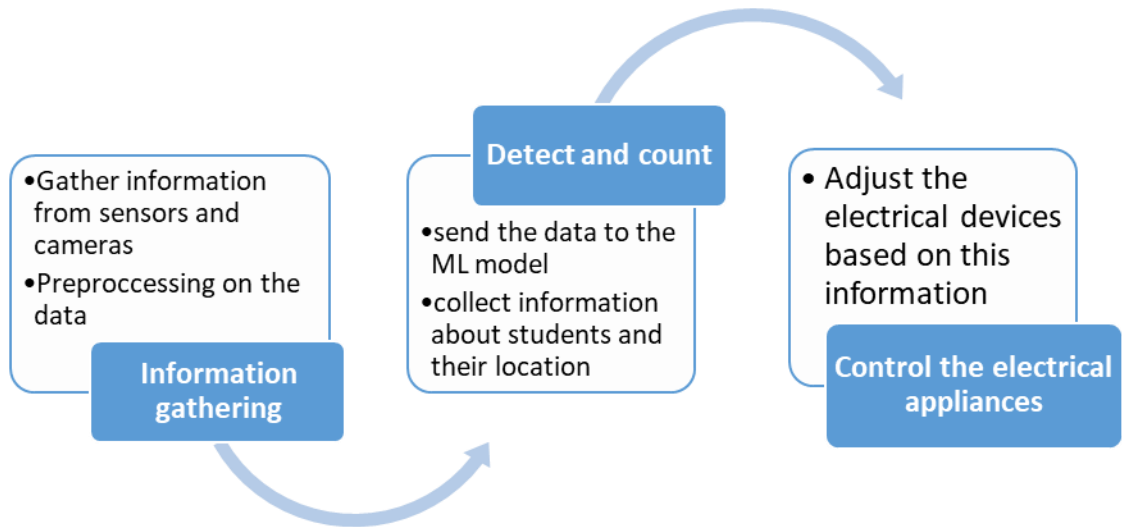 •Gather information
from sensors and
cameras
•Preproccessing on the
data
Information
gathering
Detect and count
•send the data to the
ML model
•collect information
about students and
their location
• Adjust the
electrical devices
based on this
information
Control the electrical
appliances